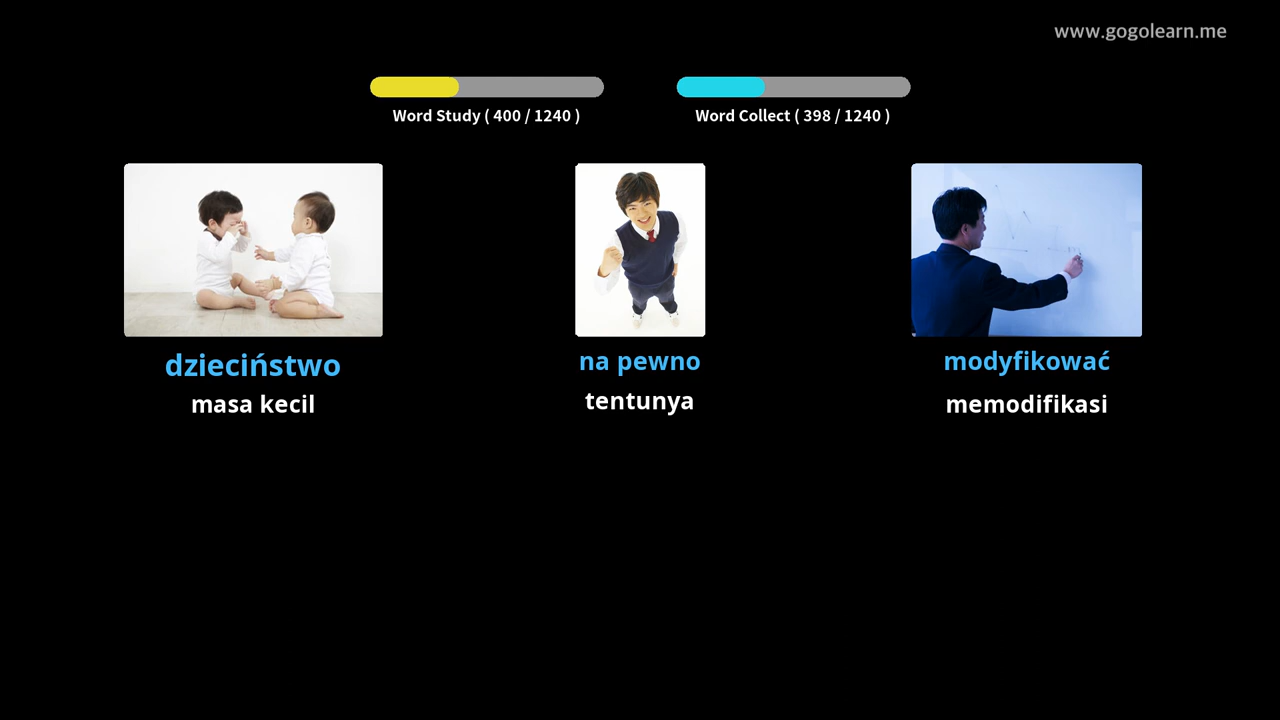 www.gogolearn.me
Word Study ( 400 / 1240 )
Word Collect ( 398 / 1240 )
dzieciństwo
masa kecil
na pewno
tentunya
modyfikować
memodifikasi